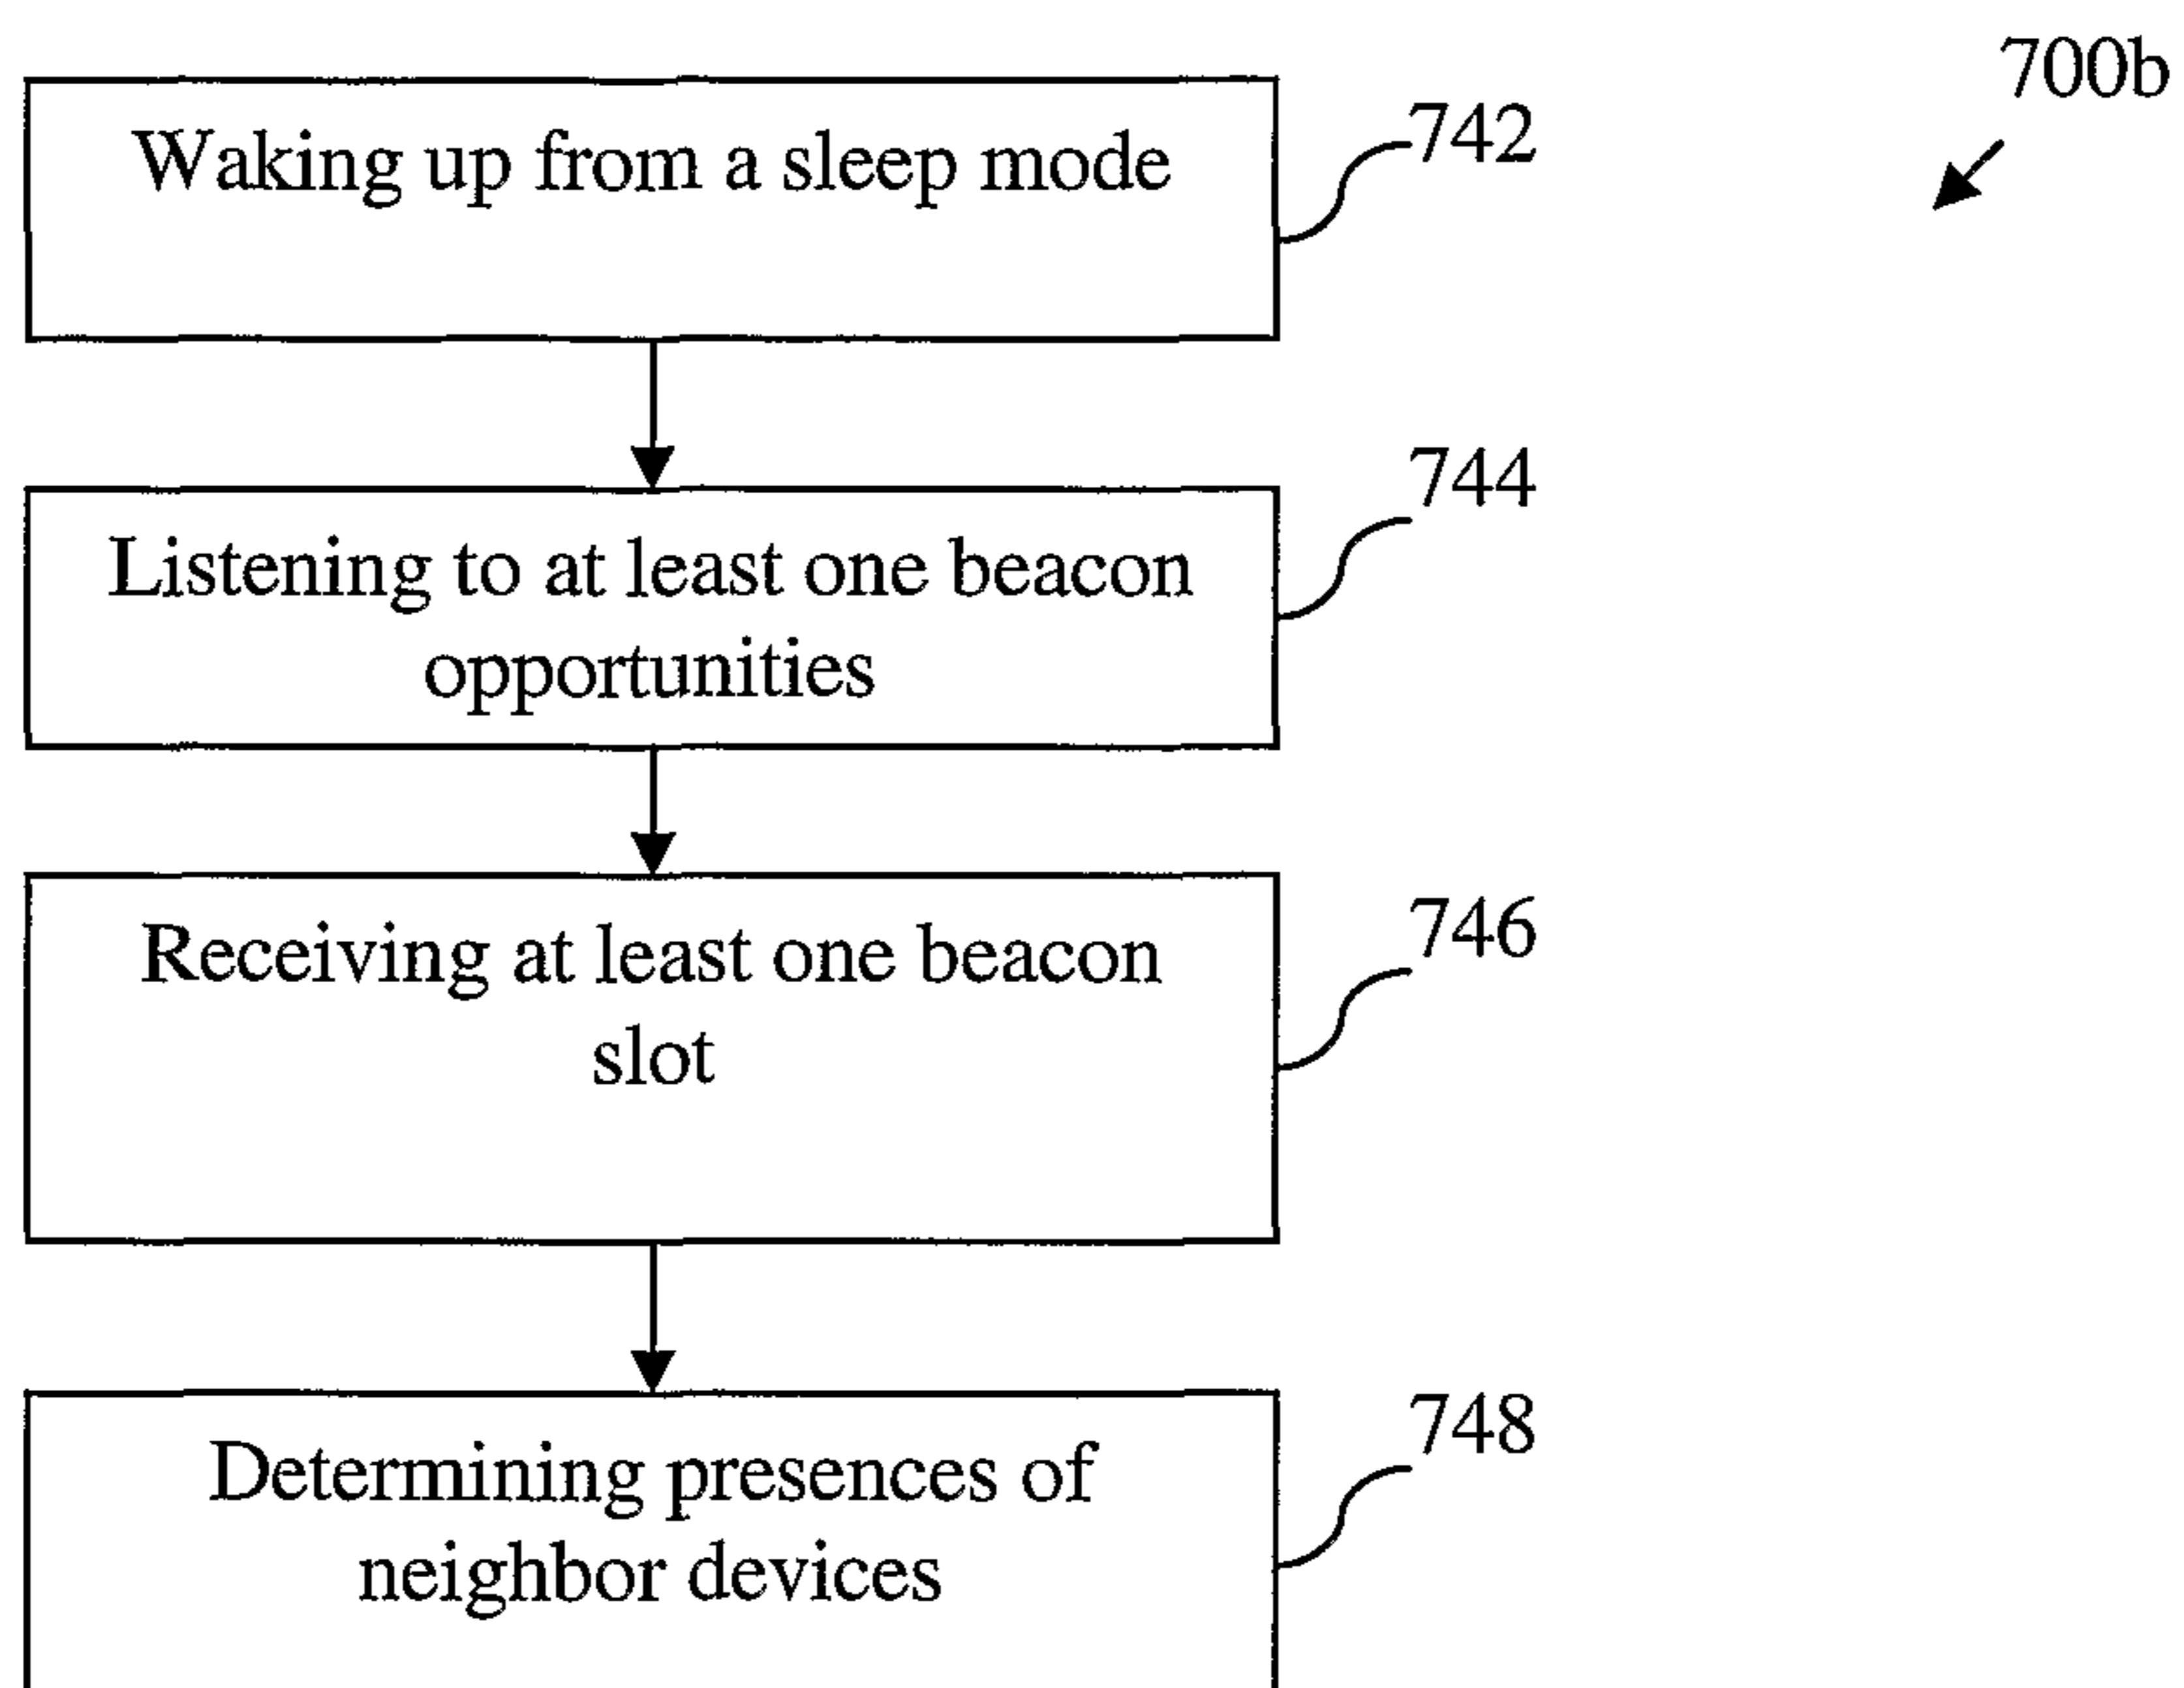 700b
Waking up from a sleep mode
742
Listening to at least one beacon
opportunities
744
Receiving at least one beacon
slot
746
Determining presences of
neighbor devices
748